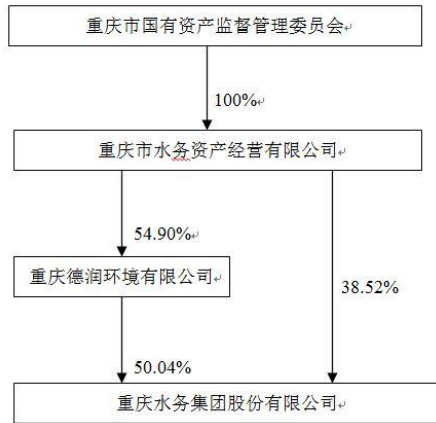 重庆市国有资产监督管理委员会
100%
重庆市水务资产经营有限公司
54.90%
重庆德润环境有限公司
38.52%
50.04%
重庆水务集团股份有限公司